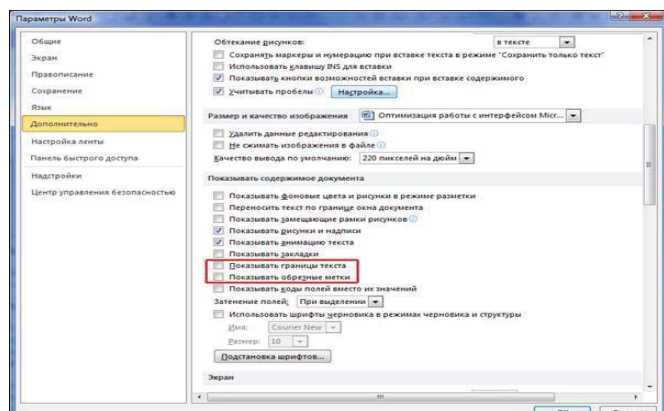 Параметры Word
Общие
Экран
Правописание
Сохранение
Язык
Дополнительно
Настройка ленты
Панель быстрого доступа
Надстройки
Центр управления безопасностью
Обтекание рисунков: в тексте
Сохранять маркеры и нумерацию при вставке текста в режиме "Сохранить только текст"
Использовать клавишу INS для вставки
Показывать кнопки возможностей вставки при вставке содержимого
Учитывать пробелы Настройка...
Размер и качество изображения Оптимизация работы с интерфейсом Micr...
Удалить данные редактирования
Не сжимать изображения в файле
Качество вывода по умолчанию: 220 пикселей на дюйм
Показывать содержимое документа
Показывать фоновые цвета и рисунки в режиме разметки
Переносить текст по границе окна документа
Показывать замещающие рамки рисунков
Показывать рисунки и надписи
Показывать анимацию текста
Показывать закладки
Показывать границы текста
Показывать обрезные метки
Показывать коды полей вместо их значений
Затенение полей: При выделении
Использовать шрифты черновика в режимах черновика и структуры
Имя: Courier New
Размер: 10
Подстановка шрифтов...
Экран